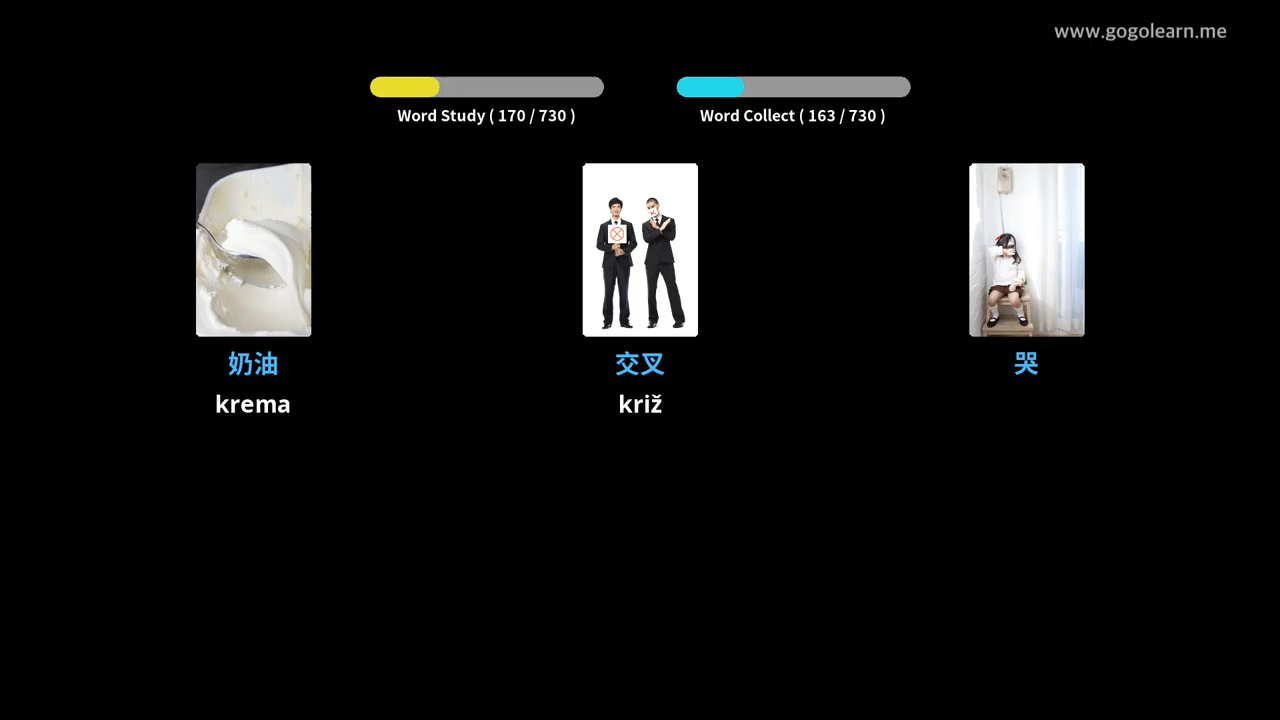 www.gogolearn.me
Word Study ( 170 / 730 )
Word Collect ( 163 / 730 )
奶油
交叉
哭
krema
križ